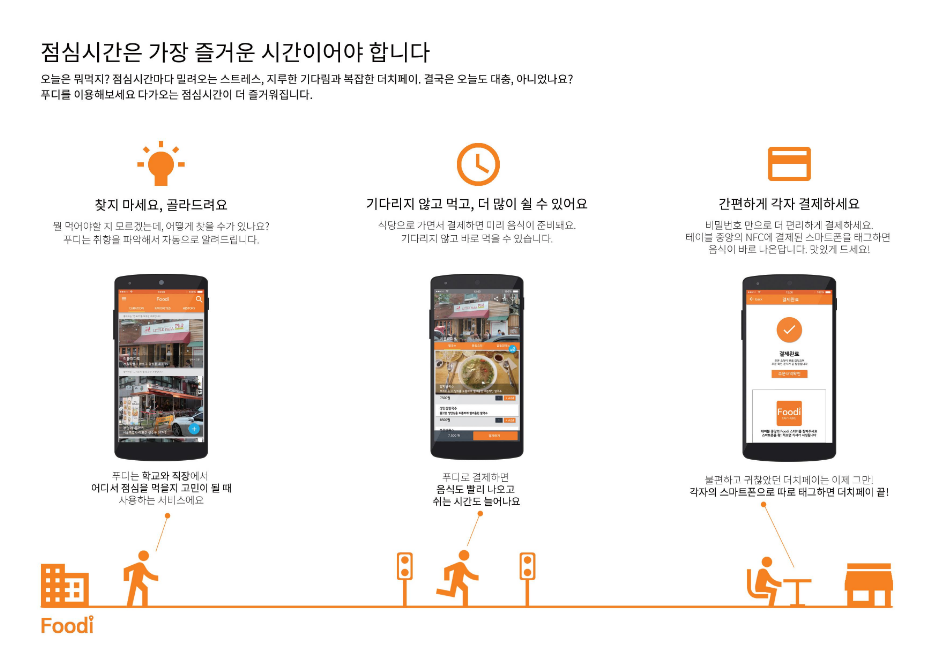 점심시간은 가장 즐거운 시간이어야 합니다
오늘은 뭐먹지? 점심시간마다 밀려오는 스트레스, 지루한 기다림과 복잡한 더치페이. 결국은 오늘도 대충, 아니었나요?
푸디를 이용해보세요 다가오는 점심시간이 더 즐거워집니다.
찾지 마세요, 골라드려요
뭘 먹어야할 지 모르겠는데, 어떻게 찾을 수가 있나요?
푸디는 취향을 파악해서 자동으로 알려드립니다.
Foodi
푸디는 학교와 직장에서
어디서 점심을 먹을지 고민이 될 때
사용하는 서비스에요
기다리지 않고 먹고, 더 많이 쉴 수 있어요
식당으로 가면서 결제하면 미리 음식이 준비돼요.
기다리지 않고 바로 먹을 수 있습니다.
푸디로 결제하면
음식도 빨리 나오고
쉬는 시간도 늘어나요
간편하게 각자 결제하세요
비밀번호 만으로 더 편리하게 결제하세요.
테이블 중앙의 NFC에 결제된 스마트폰을 태그하면
음식이 바로 나온답니다. 맛있게 드세요!
결제완료
결제완료
Foodi
불편하고 귀찮았던 더치페이는 이제 그만!
각자의 스마트폰으로 따로 태그하면 더치페이 끝!
Foodi